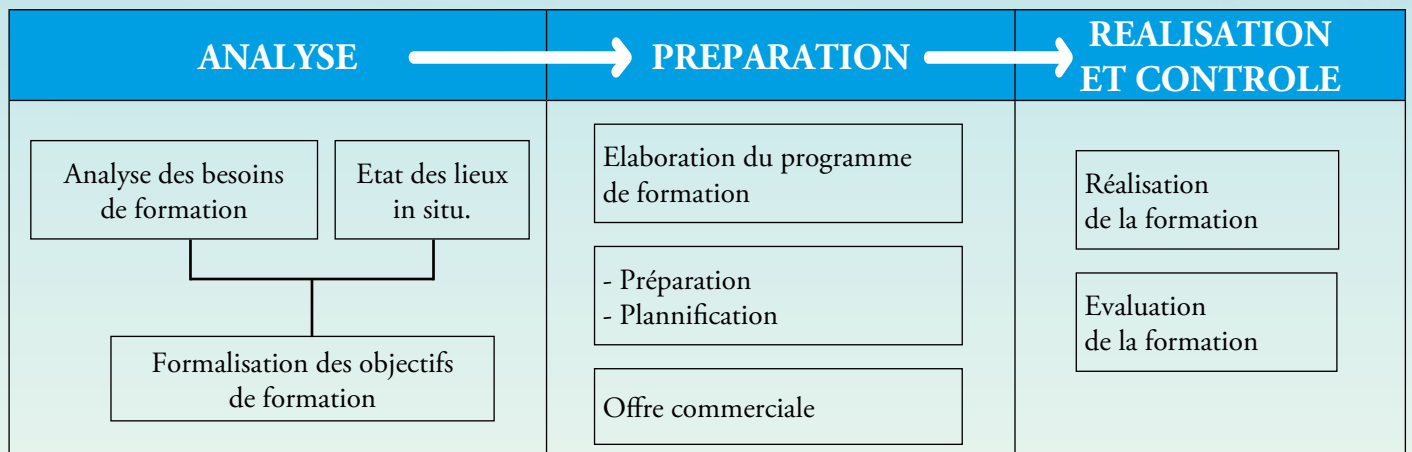 ANALYSE
PREPARATION
REALISATION
ET CONTROLE
Analyse des besoins
de formation
Etat des lieux
in situ.
Formalisation des objectifs
de formation
Elaboration du programme
de formation
- Préparation
- Plannification
Offre commerciale
Réalisation
de la formation
Evaluation
de la formation